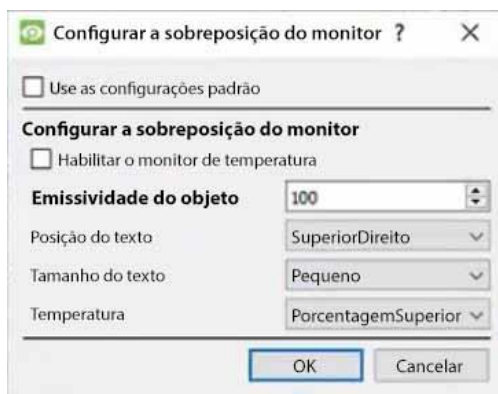 Configurar a sobreposição do monitor ?
Use as configurações padrão
Configurar a sobreposição do monitor
Habilitar o monitor de temperatura
Emissividade do objeto 100
Posição do texto SuperiorDireito
Tamanho do texto Pequeno
Temperatura PorcentagemSuperior
OK Cancelar